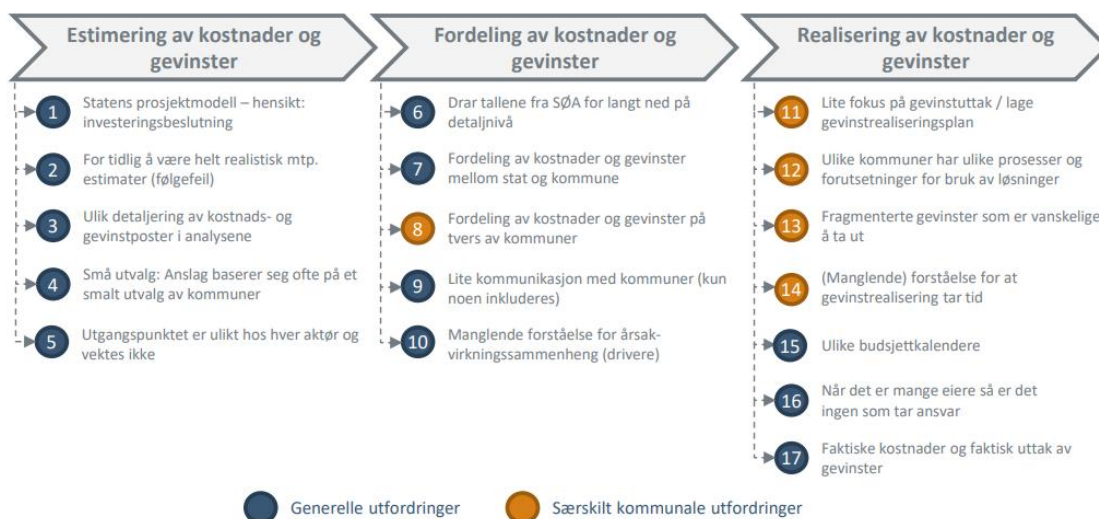 Estimering av kostnader og
gevinster
1
Statens prosjektmodell – hensikt:
investeringsbeslutning
2
For tidlig å være helt realistisk mtp.
estimater (følgefeil)
3
Ulik detaljering av kostnads- og
gevinstposter i analysene
4
Små utvalg: Anslag baserer seg ofte på et
smalt utvalg av kommuner
5
Utgangspunktet er ulikt hos hver aktør og
vektes ikke
Fordeling av kostnader og
gevinster
6
Drar tallene fra SØA for langt ned på
detaljnivå
7
Fordeling av kostnader og gevinster
mellom stat og kommune
8
Fordeling av kostnader og gevinster på
tvers av kommuner
9
Lite kommunikasjon med kommuner (kun
noen inkluderes)
10
Manglende forståelse for årsak-
virkningssammenheng (drivere)
Realisering av kostnader og
gevinster
11
Lite fokus på gevinstuttak / lage
gevinstrealiseringsplan
12
Ulike kommuner har ulike prosesser og
forutsetninger for bruk av løsninger
13
Fragmenterte gevinster som er vanskelige
å ta ut
14
(Manglende) forståelse for at
gevinstrealisering tar tid
15
Ulike budsjettkalendere
16
Når det er mange eiere så er det
ingen som tar ansvar
17
Faktiske kostnader og faktisk uttak av
gevinster
Generelle utfordringer
Særskilt kommunale utfordringer